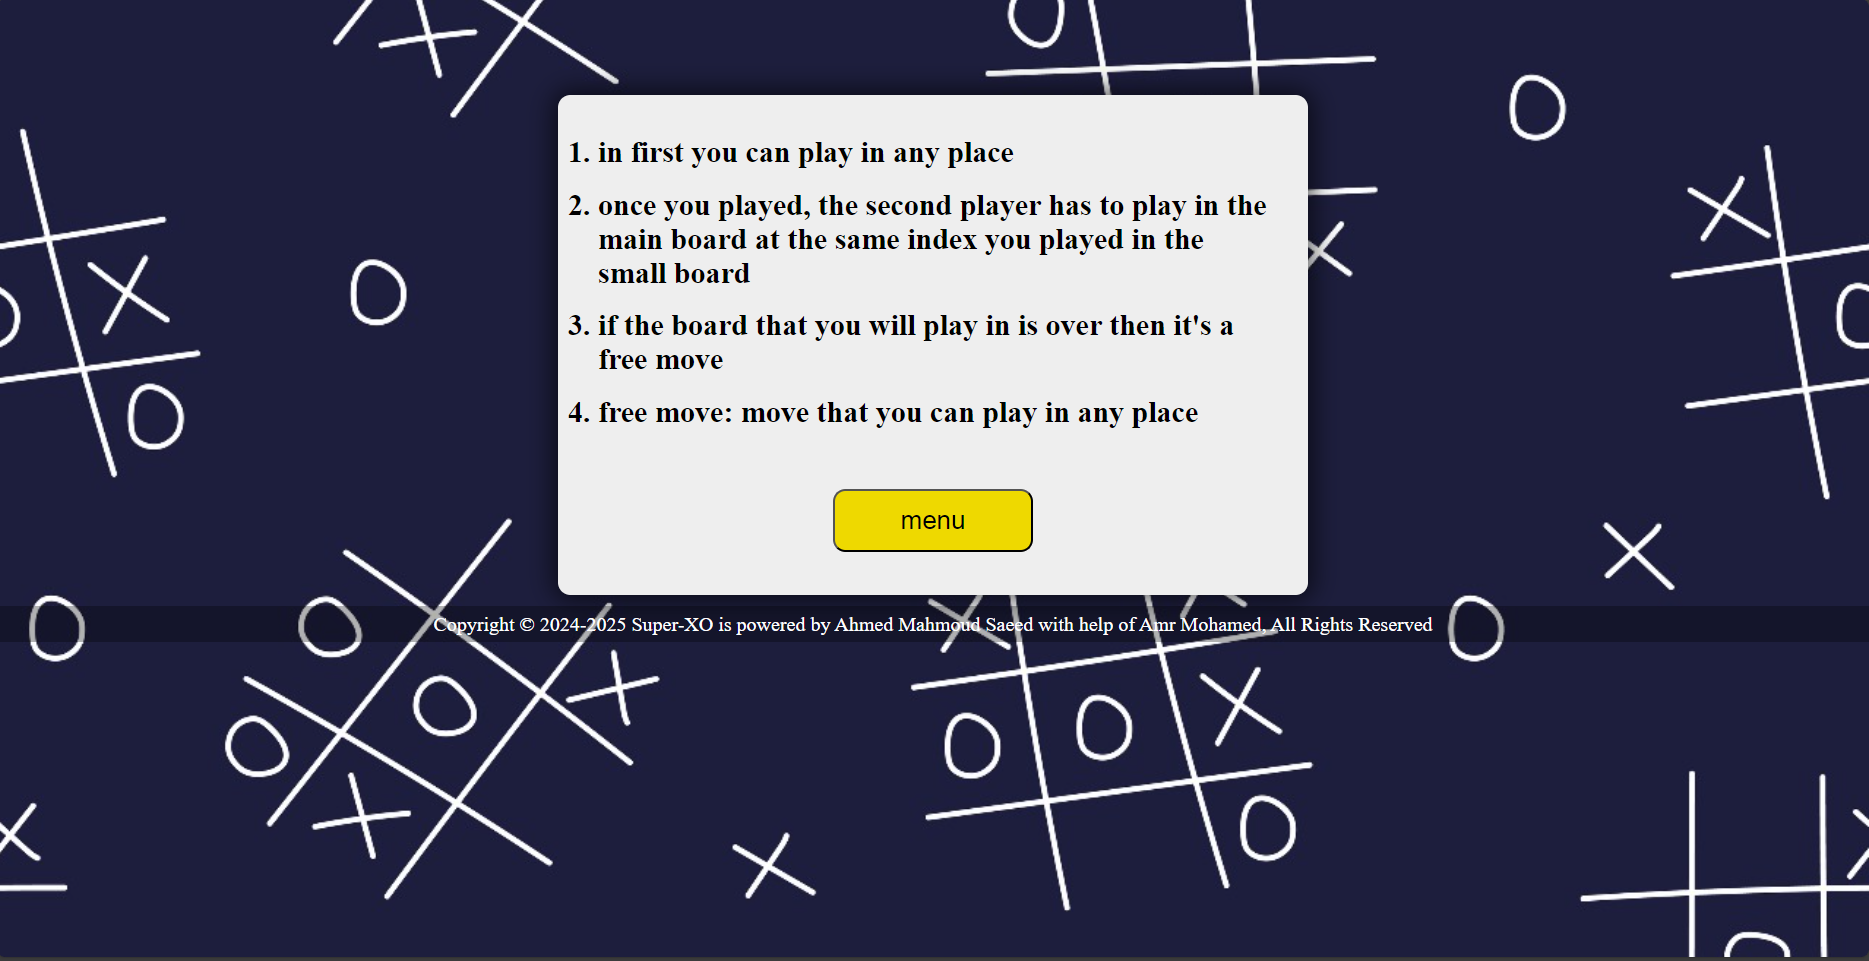 1. in first you can play in any place
2. once you played, the second player has to play in the
main board at the same index you played in the
small board
3. if the board that you will play in is over then it's a
free move
4. free move: move that you can play in any place
menu
Copyright © 2024-2025 Super-XO is powered by Ahmed Mahmoud Saeed with help of Amr Mohamed, All Rights Reserved